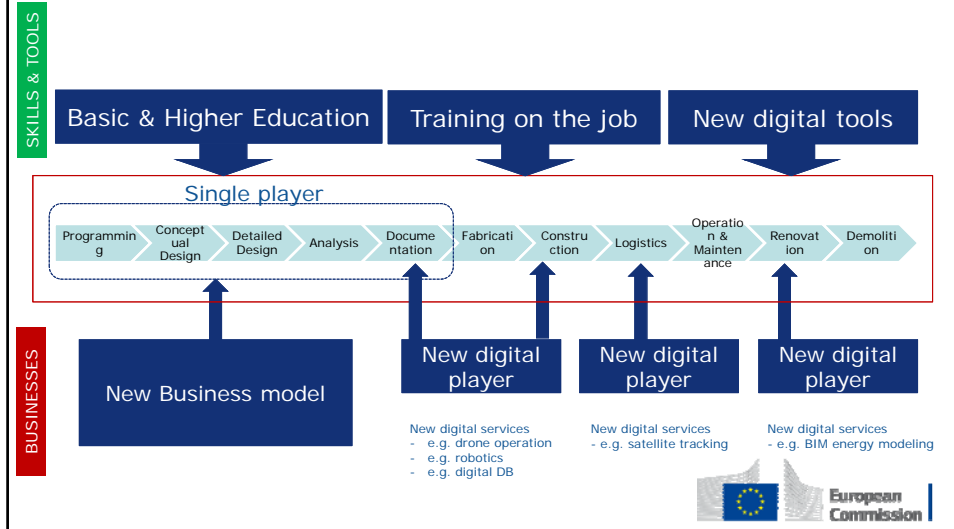 SKILLS & TOOLS
Basic & Higher Education
Training on the job
New digital tools
Single player
Programmin
g
Concept
ual
Design
Detailed
Design
Analysis
Docume
ntation
Fabricati
on
Constru
ction
Logistics
Operatio
n &
Mainten
ance
Renovat
ion
Demoliti
on
BUSINESSES
New Business model
New digital
player
New digital
player
New digital
player
New digital services
- e.g. drone operation
- e.g. robotics
- e.g. digital DB
New digital services
- e.g. satellite tracking
New digital services
- e.g. BIM energy modeling
European
Commission